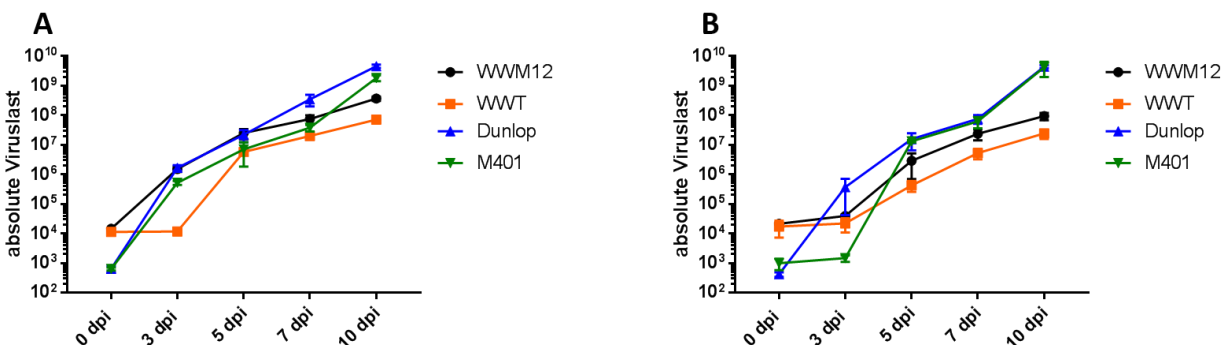 A
absolute Viruslast
10^10
10^9
10^8
10^7
10^6
10^5
10^4
10^3
10^2
0 dpi
3 dpi
5 dpi
7 dpi
10 dpi
WWM12
WWT
Dunlop
M401
B
absolute Viruslast
10^10
10^9
10^8
10^7
10^6
10^5
10^4
10^3
10^2
0 dpi
3 dpi
5 dpi
7 dpi
10 dpi
WWM12
WWT
Dunlop
M401